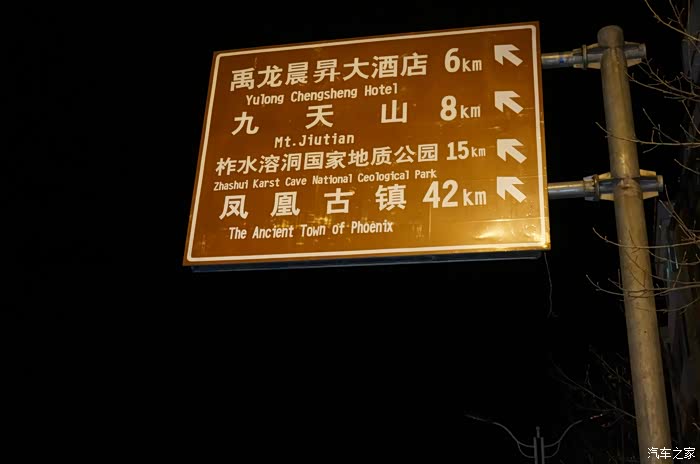 禹龙晨昇大酒店 6km
Yulong Chengsheng Hotel
九天山 8km
Mt.Jiutian
柞水溶洞国家地质公园 15km
Zhashui Karst Cave National Geological Park
凤凰古镇 42km
The Ancient Town of Phoenix
汽车之家